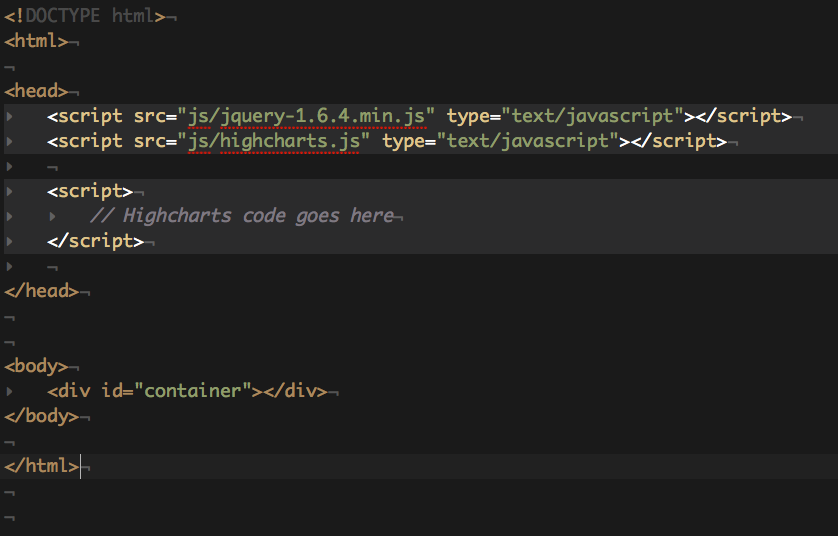 <!DOCTYPE html>
<html>
<head>
<script src="js/jquery-1.6.4.min.js" type="text/javascript"></script>
<script src="js/highcharts.js" type="text/javascript"></script>
<script>
// Highcharts code goes here
</script>
</head>
<body>
<div id="container"></div>
</body>
</html>